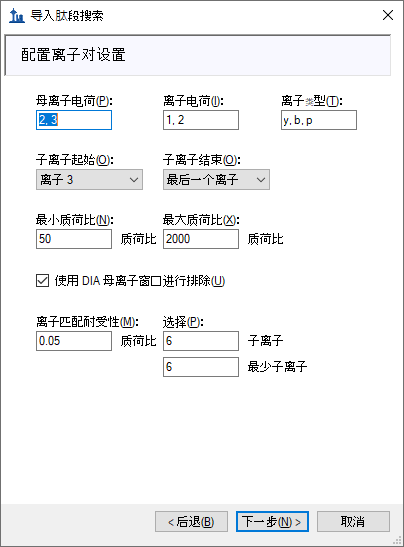 导入肽段搜索
配置离子对设置
母离子电荷(P): 离子电荷(I): 离子类型(T):
2, 3 1, 2 y, b, p
子离子起始(O): 子离子结束(O):
离子 3 最后一个离子
最小质荷比(N): 最大质荷比(X):
50 质荷比 2000 质荷比
使用 DIA 母离子窗口进行排除(U)
离子匹配耐受性(M): 选择(P):
0.05 质荷比 6 子离子
6 最少子离子
< 后退(B) 下一步(N) > 取消